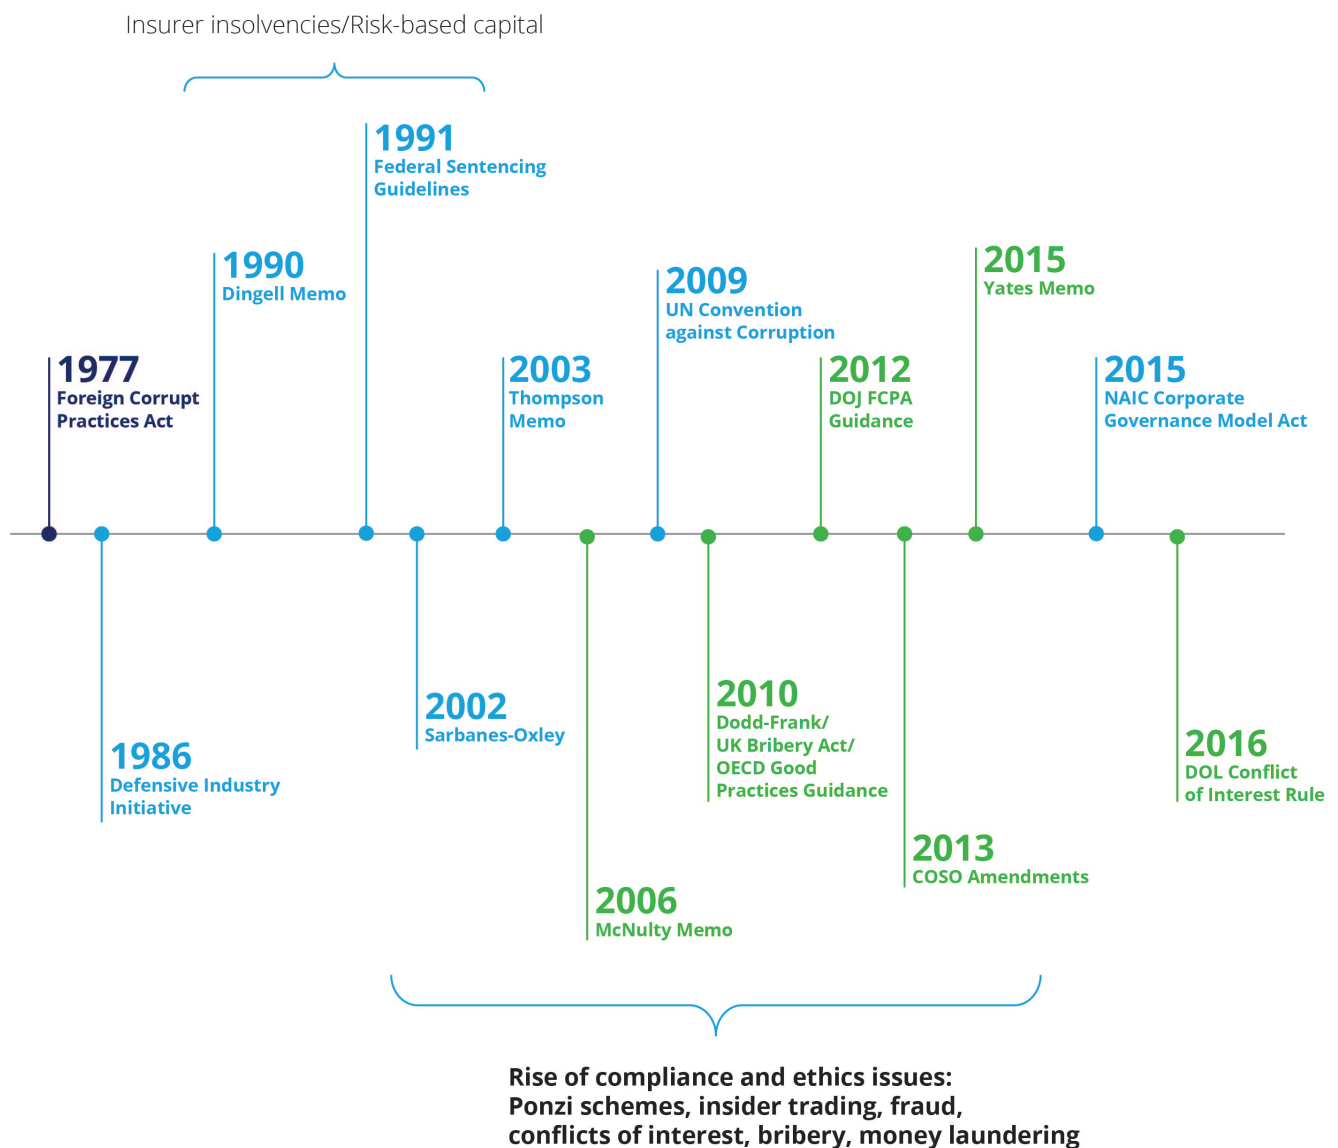 Insurer insolvencies/Risk-based capital
1991
Federal Sentencing
Guidelines
1990
Dingell Memo
2015
Yates Memo
2009
UN Convention
against Corruption
1977
Foreign Corrupt
Practices Act
2003
Thompson
Memo
2012
DOJ FCPA
Guidance
2015
NAIC Corporate
Governance Model Act
1986
Defensive Industry
Initiative
2002
Sarbanes-Oxley
2006
McNulty Memo
2010
Dodd-Frank/
UK Bribery Act/
OECD Good
Practices Guidance
2013
COSO Amendments
2016
DOL Conflict
of Interest Rule
Rise of compliance and ethics issues:
Ponzi schemes, insider trading, fraud,
conflicts of interest, bribery, money laundering